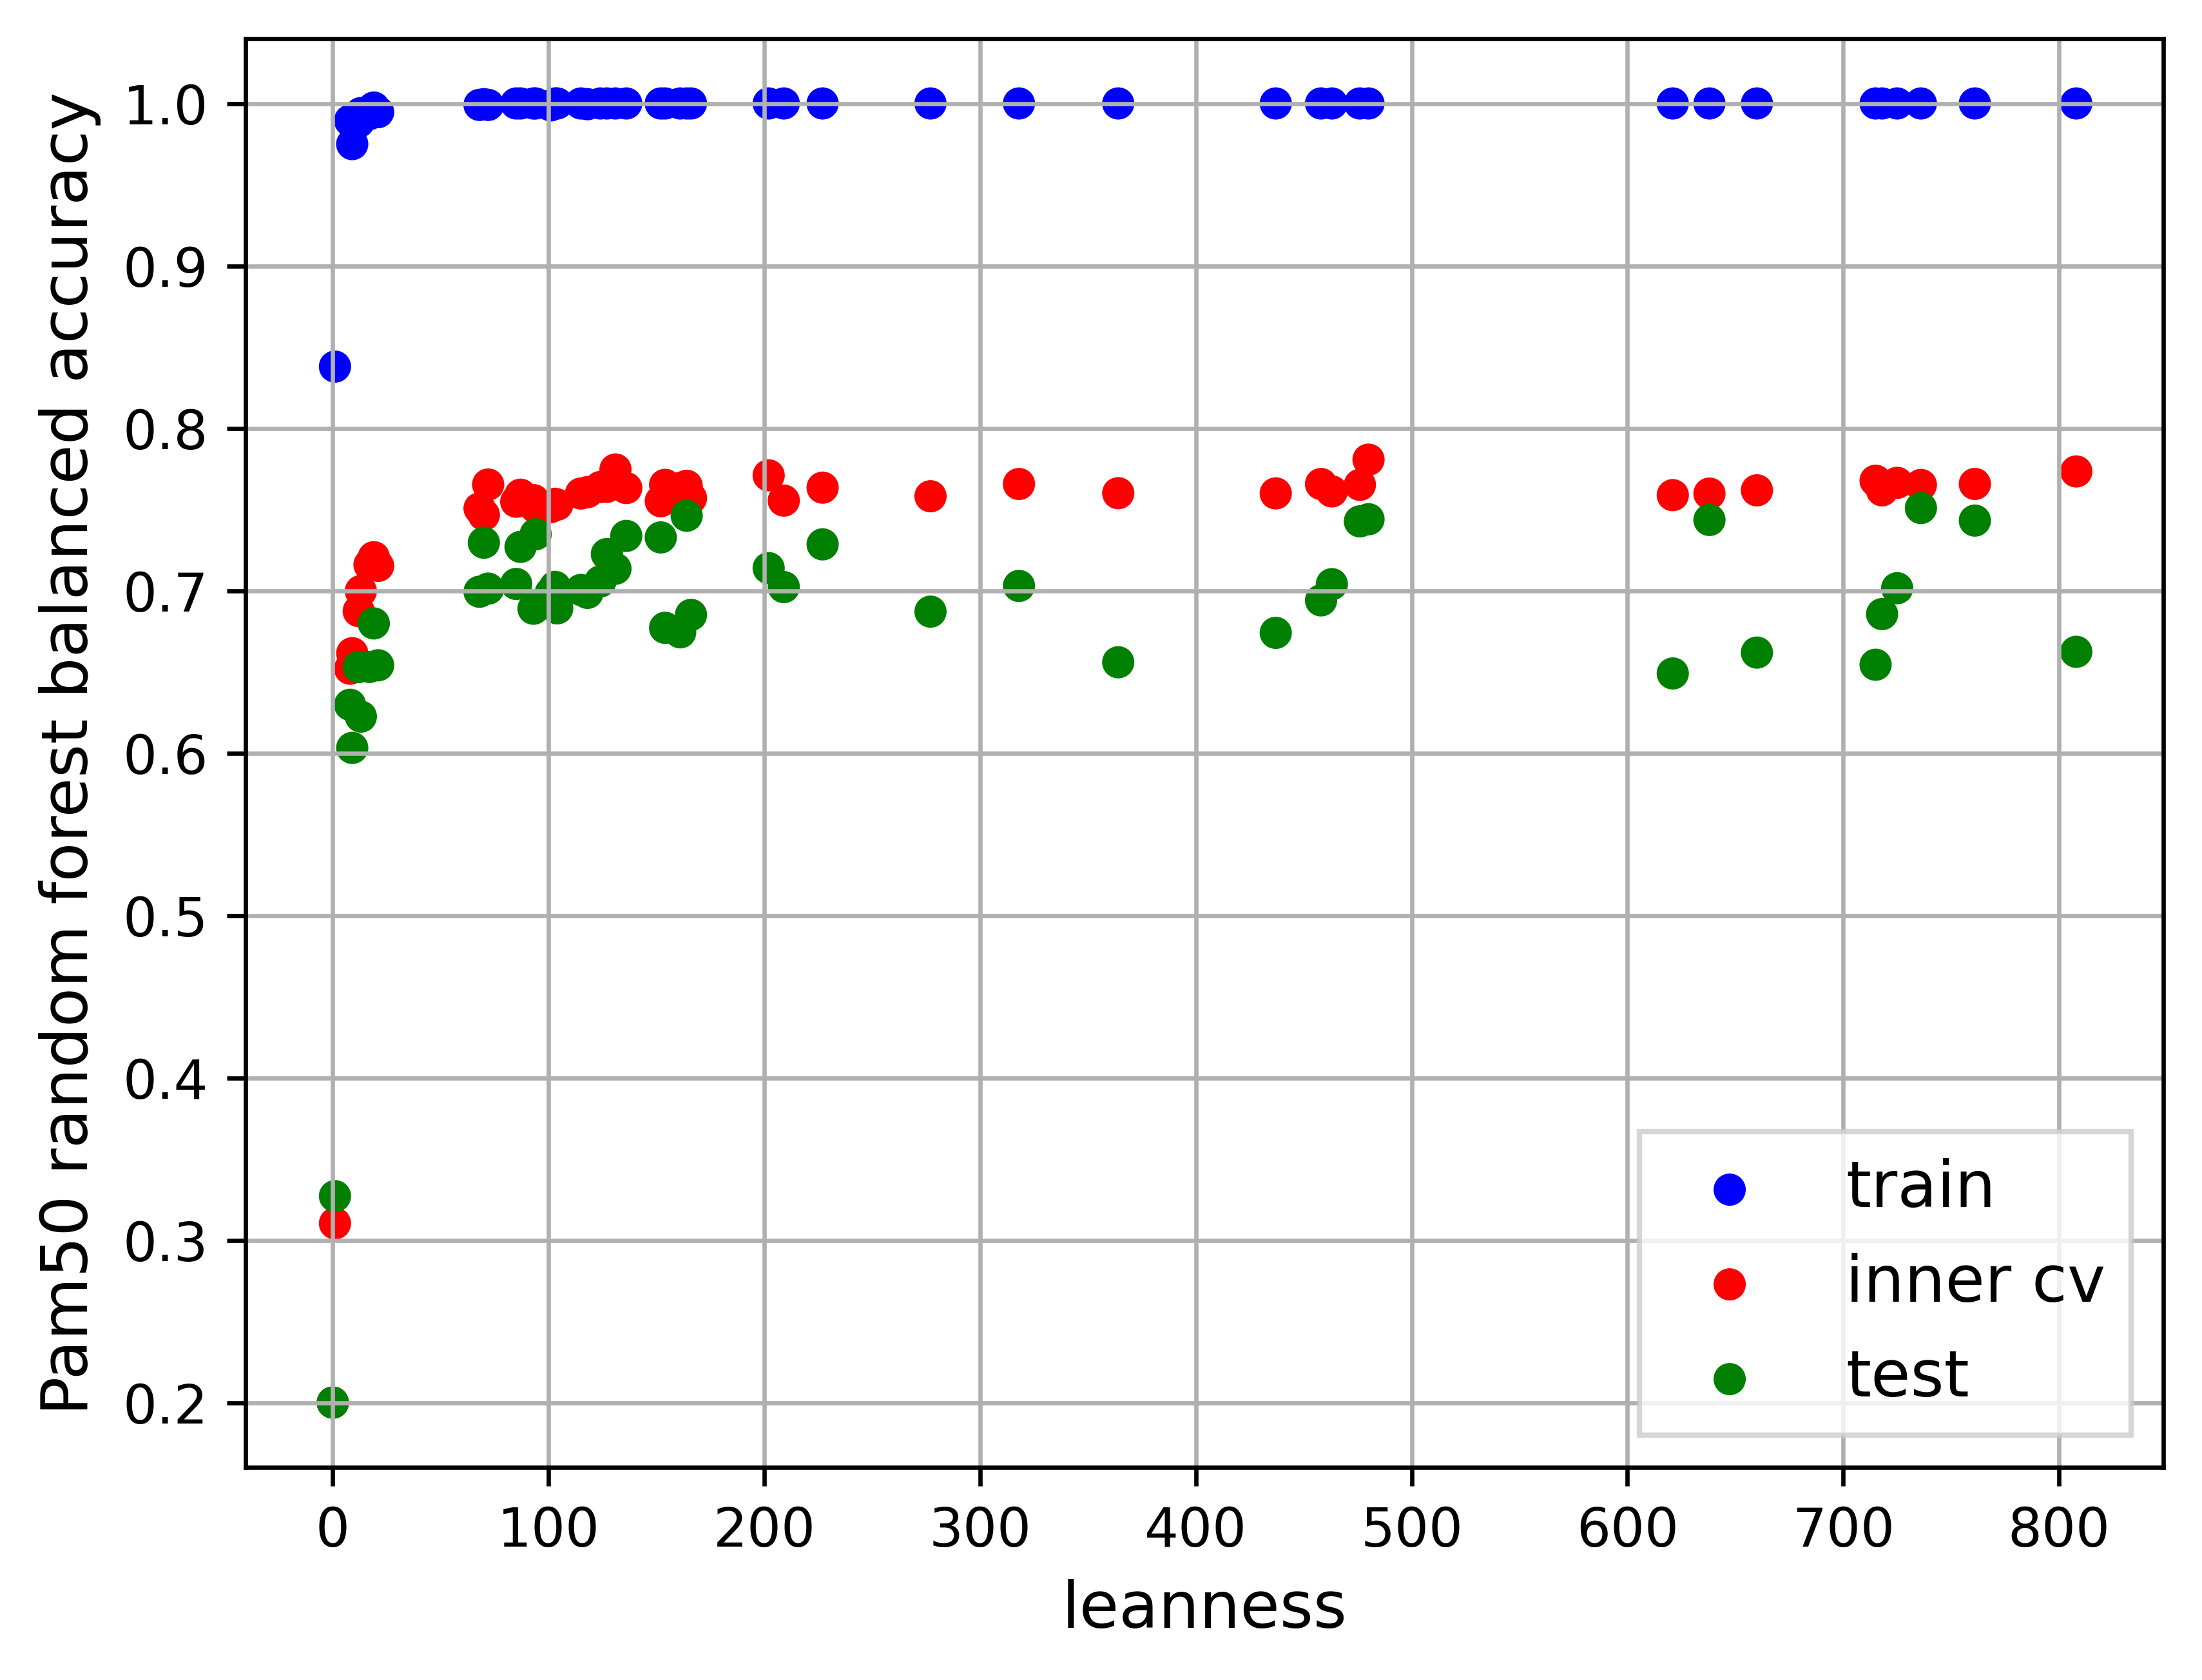 Pam50 random forest balanced accuracy
1.0
0.9
0.8
0.7
0.6
0.5
0.4
0.3
0.2
train
inner cv
test
0 100 200 300 400 500 600 700 800
leanness